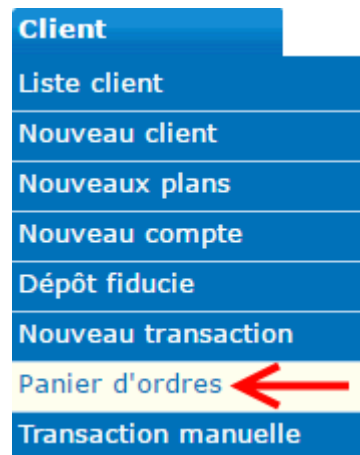 Client
Liste client
Nouveau client
Nouveaux plans
Nouveau compte
Dépôt fiducie
Nouveau transaction
Panier d'ordres
Transaction manuelle